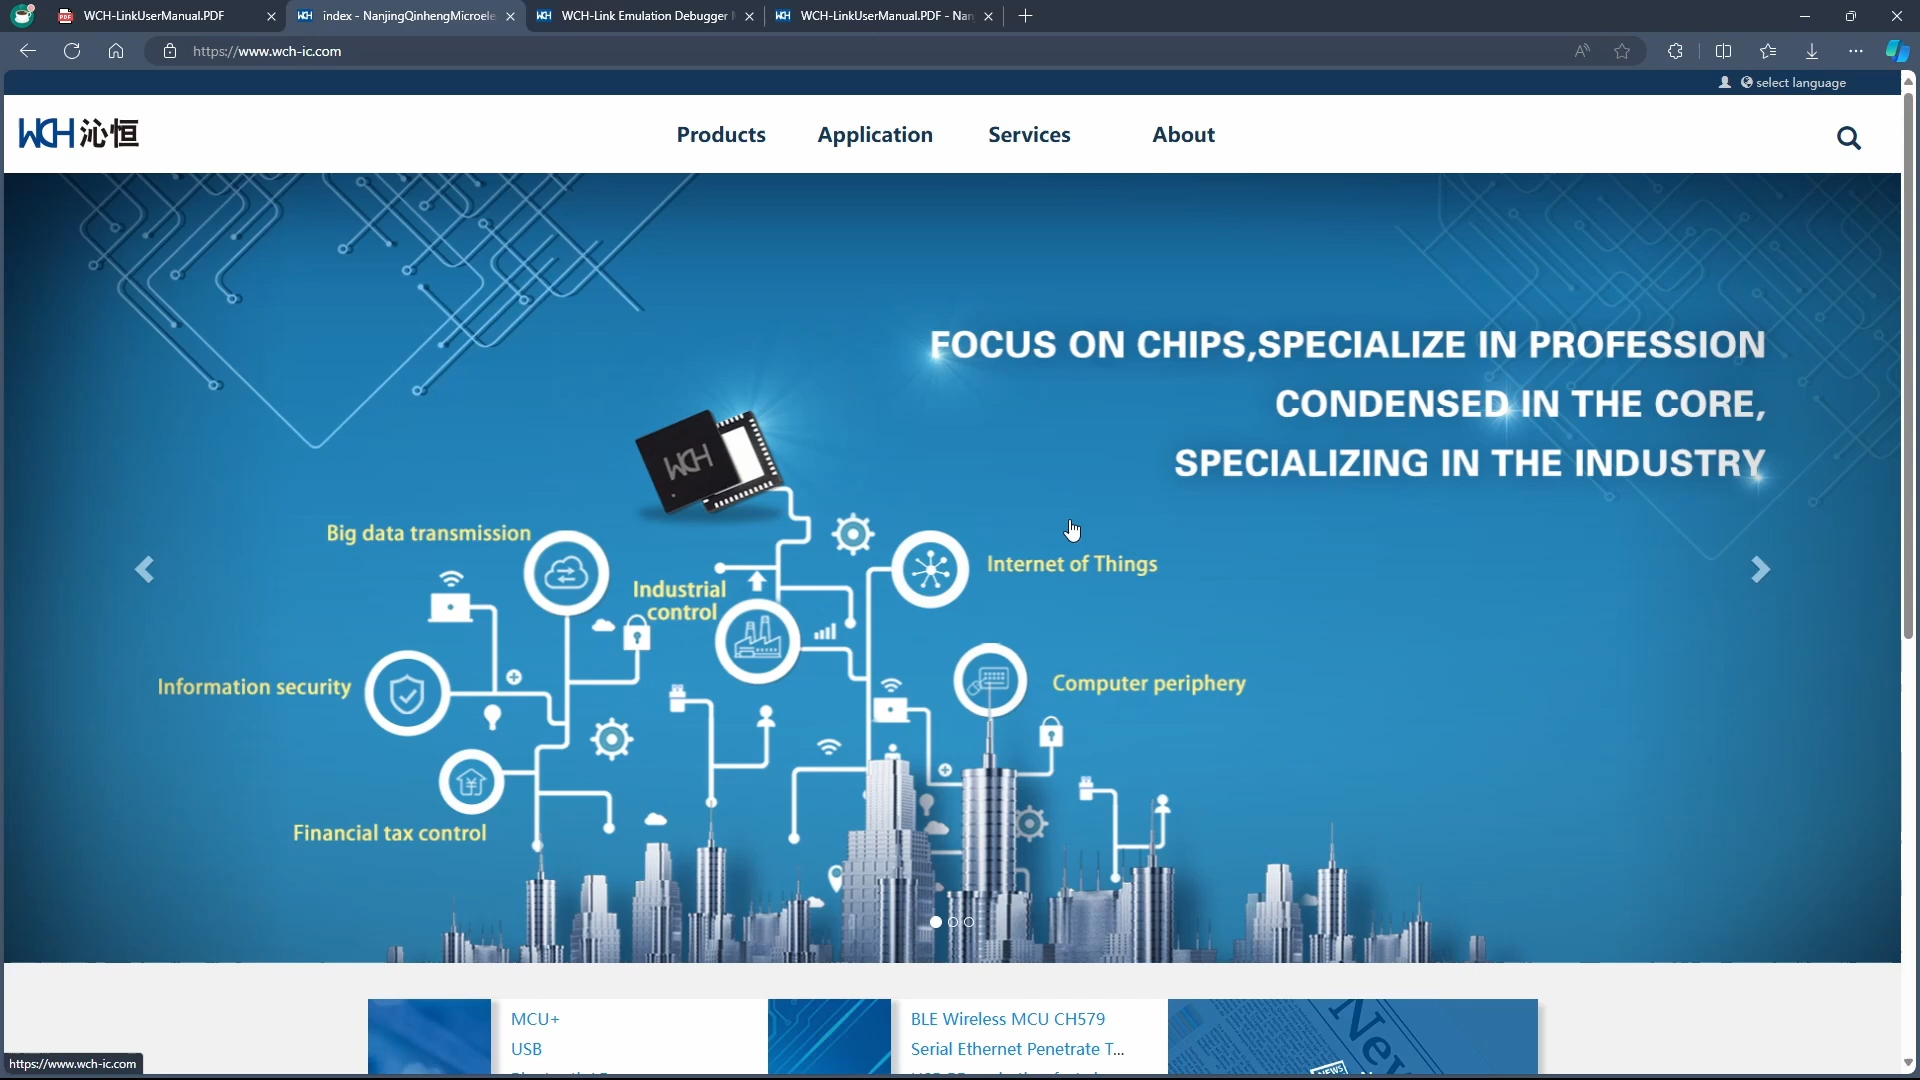 WCH-LinkUserManual.PDF
index - NanjingQinhengMicroele
WCH-Link Emulation Debugger
WCH-LinkUserManual.PDF - Nan
https://www.wch-ic.com
select language
WCH 沁恒
Products
Application
Services
About
FOCUS ON CHIPS,SPECIALIZE IN PROFESSION
CONDENSED IN THE CORE,
SPECIALIZING IN THE INDUSTRY
WCH
Big data transmission
Industrial
control
Internet of Things
Information security
Computer periphery
Financial tax control
MCU+
USB
BLE Wireless MCU CH579
Serial Ethernet Penetrate T...
News
NEWS
https://www.wch-ic.com